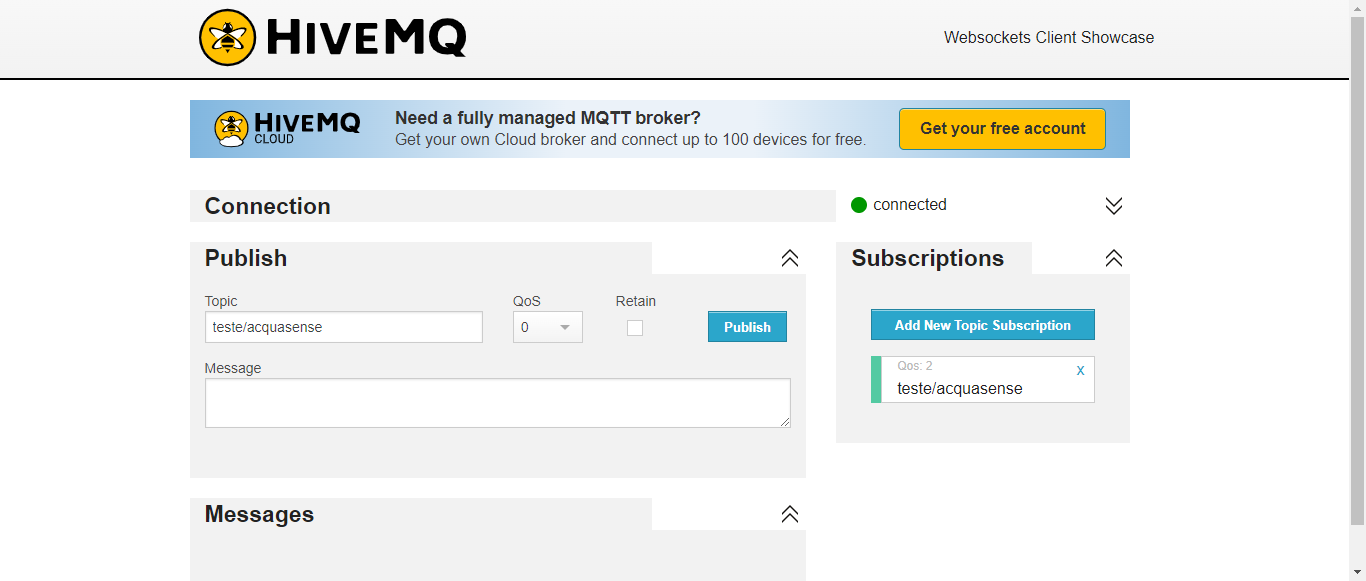 HIVEMQ
Websockets Client Showcase
HIVEMQ
CLOUD
Need a fully managed MQTT broker?
Get your own Cloud broker and connect up to 100 devices for free.
Get your free account
Connection
connected
Publish
Topic
QoS
Retain
teste/acquasense
0
Publish
Message
Subscriptions
Add New Topic Subscription
Qos: 2
x
teste/acquasense
Messages